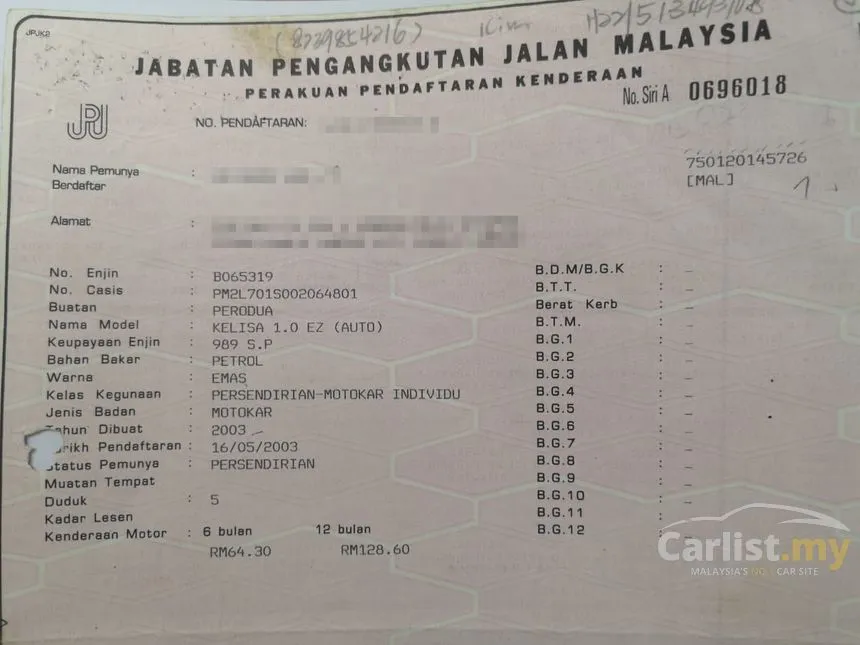 JPJK2
(8229854216)
JABATAN PENGANGKUTAN JALAN MALAYSIA
PERAKUAN PENDAFTARAN KENDERAAN
No. Siri A 0696018
JPJ
NO. PENDAFTARAN:
750120145726
[MAL]
Nama Pemunya :
Berdaftar
Alamat :
No. Enjin : B065319
No. Casis : PM2L701S002064801
Buatan : PERODUA
Nama Model : KELISA 1.0 EZ (AUTO)
Keupayaan Enjin : 989 S.P
Bahan Bakar : PETROL
Warna : EMAS
Kelas Kegunaan : PERSENDIRIAN-MOTOKAR INDIVIDU
Jenis Badan : MOTOKAR
Tahun Dibuat : 2003
rikh Pendaftaran : 16/05/2003
Status Pemunya : PERSENDIRIAN
Muatan Tempat
Duduk : 5
Kadar Lesen
Kenderaan Motor : 6 bulan 12 bulan
RM64.30 RM128.60
B.D.M/B.G.K : -
B.T.T. : -
Berat Kerb : -
B.T.M. : -
B.G.1 : -
B.G.2 : -
B.G.3 : -
B.G.4 : -
B.G.5 : -
B.G.6 : -
B.G.7 : -
B.G.8 : -
B.G.9 : -
B.G.10 : -
B.G.11 : -
B.G.12 : -
Carlist.my
MALAYSIA'S NO.1 CAR SITE